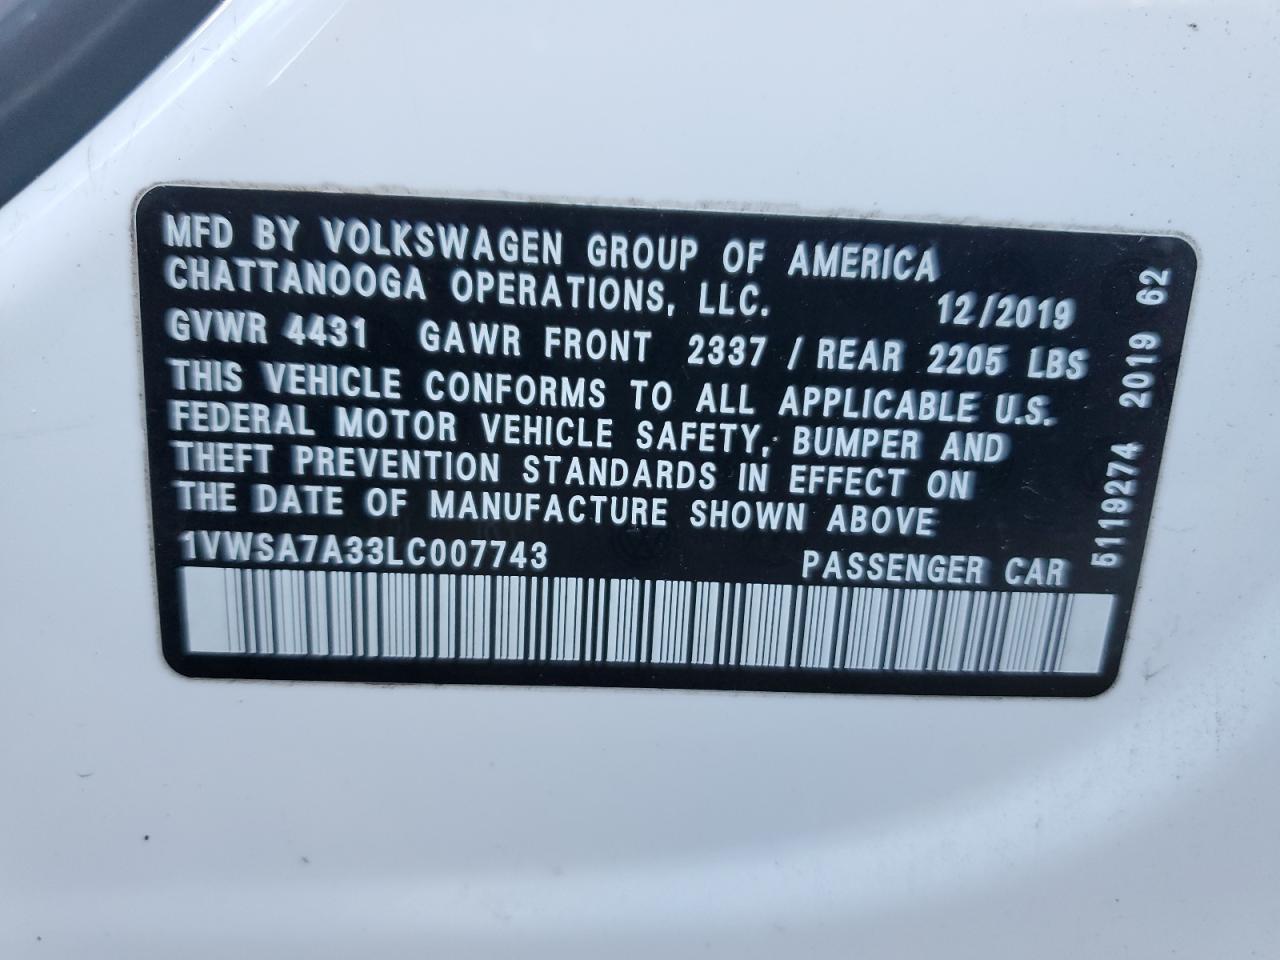 MFD BY VOLKSWAGEN GROUP OF AMERICA
CHATTANOOGA OPERATIONS, LLC.
12/2019
GVWR 4431 GAWR FRONT 2337 / REAR 2205 LBS
THIS VEHICLE CONFORMS TO ALL APPLICABLE U.S.
FEDERAL MOTOR VEHICLE SAFETY, BUMPER AND
THEFT PREVENTION STANDARDS IN EFFECT ON
THE DATE OF MANUFACTURE SHOWN ABOVE
1VWSA7A33LC007743 PASSENGER CAR
5119274 2019 62